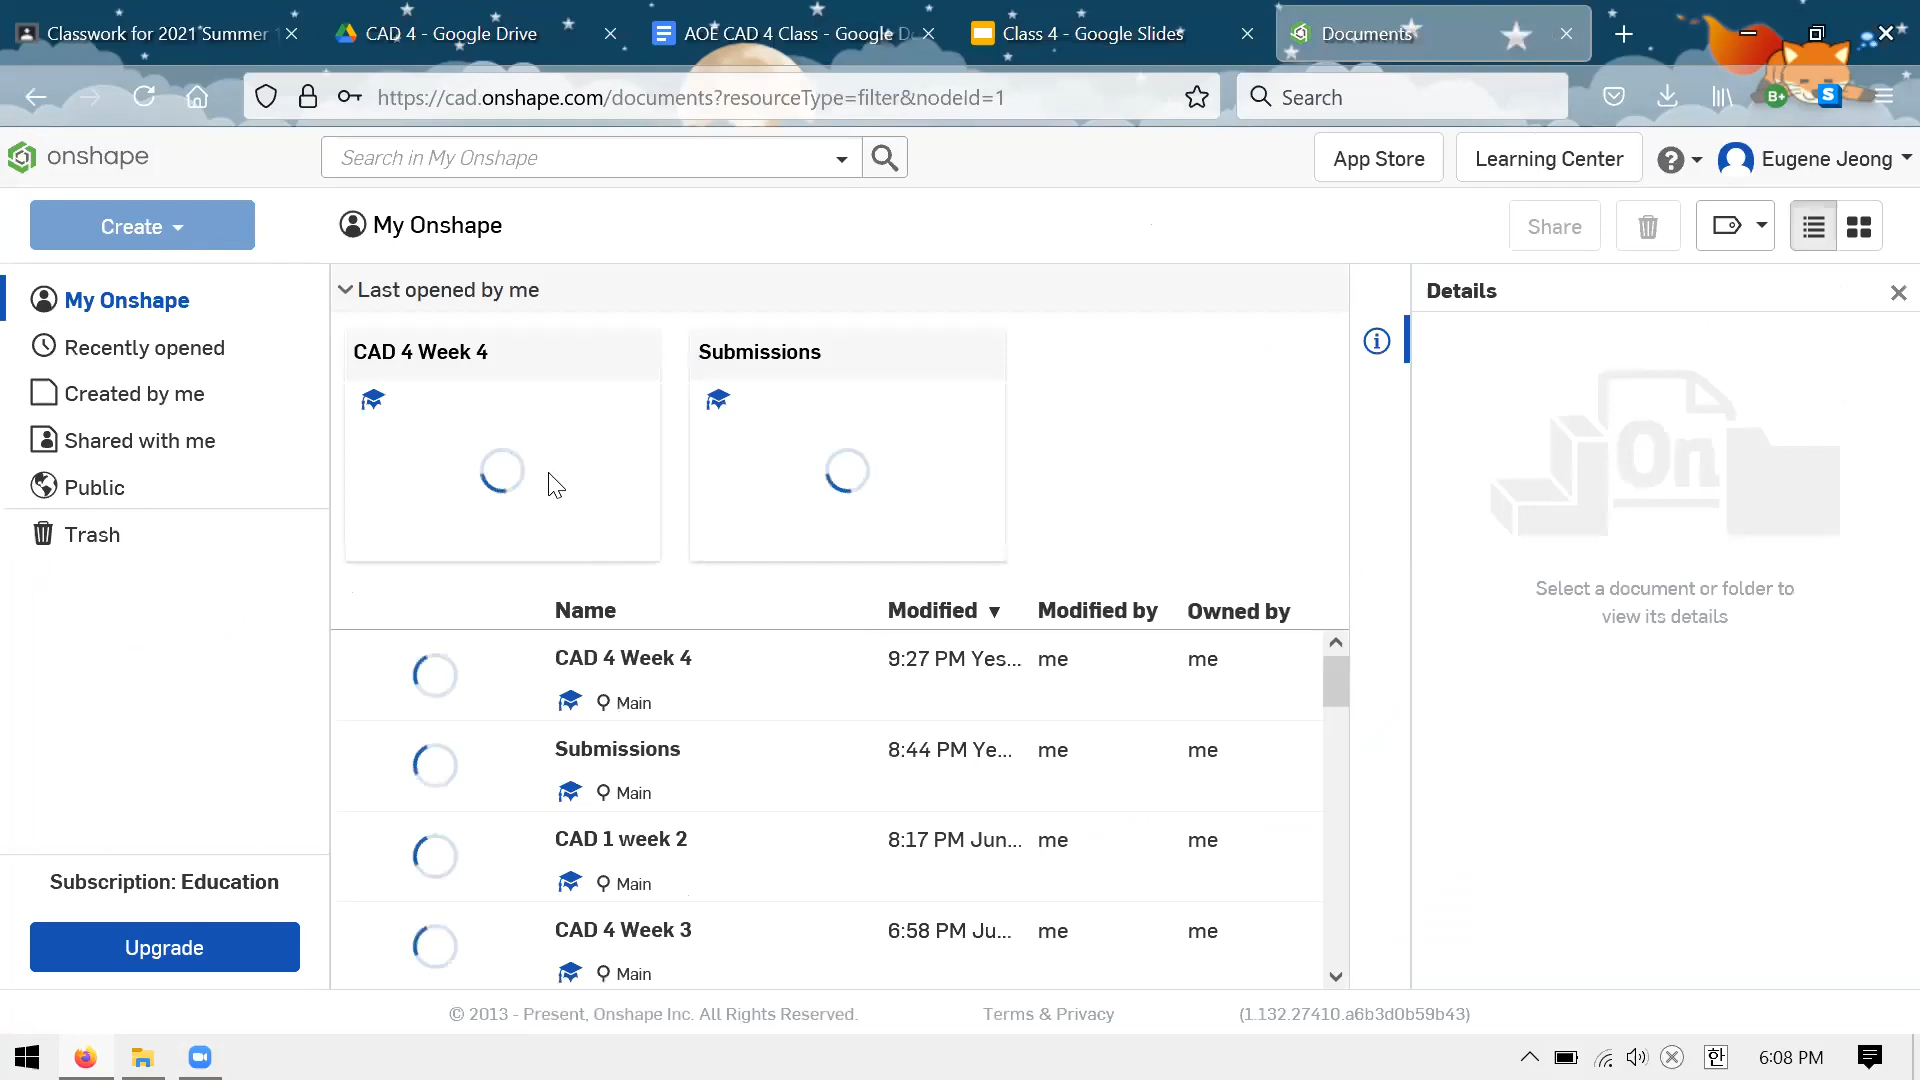 Classwork for 2021 Summer
CAD 4 - Google Drive
AOE CAD 4 Class - Google D
Class 4 - Google Slides
Documents
https://cad.onshape.com/documents?resourceType=filter&nodeId=1
Search
B+
S
onshape
Search in My Onshape
App Store
Learning Center
Eugene Jeong
Create
My Onshape
Share
My Onshape
Recently opened
Created by me
Shared with me
Public
Trash
Subscription: Education
Upgrade
Last opened by me
CAD 4 Week 4
Submissions
Name Modified ▼ Modified by Owned by
CAD 4 Week 4 9:27 PM Yes... me me
Main
Submissions 8:44 PM Ye... me me
Main
CAD 1 week 2 8:17 PM Jun... me me
Main
CAD 4 Week 3 6:58 PM Ju... me me
Main
Details
On
Select a document or folder to
view its details
© 2013 - Present, Onshape Inc. All Rights Reserved. Terms & Privacy (1.132.27410.a6b3d0b59b43)
한 6:08 PM